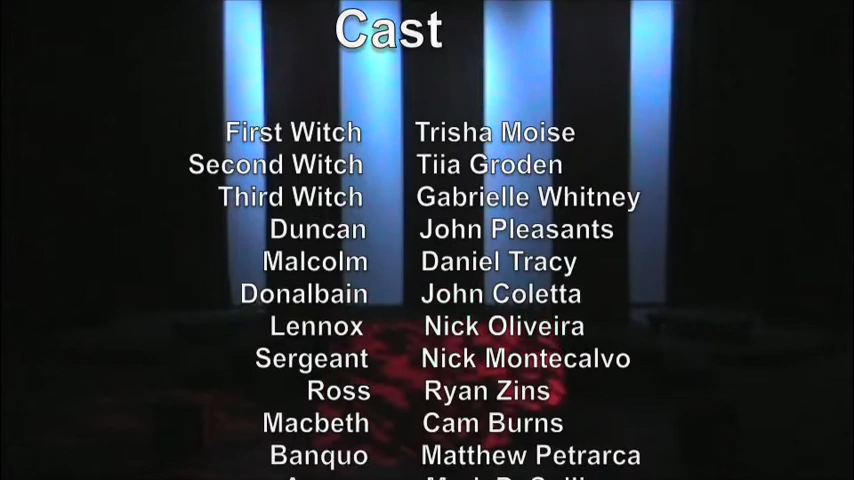 Cast
First Witch Trisha Moise
Second Witch Tiia Groden
Third Witch Gabrielle Whitney
Duncan John Pleasants
Malcolm Daniel Tracy
Donalbain John Coletta
Lennox Nick Oliveira
Sergeant Nick Montecalvo
Ross Ryan Zins
Macbeth Cam Burns
Banquo Matthew Petrarca